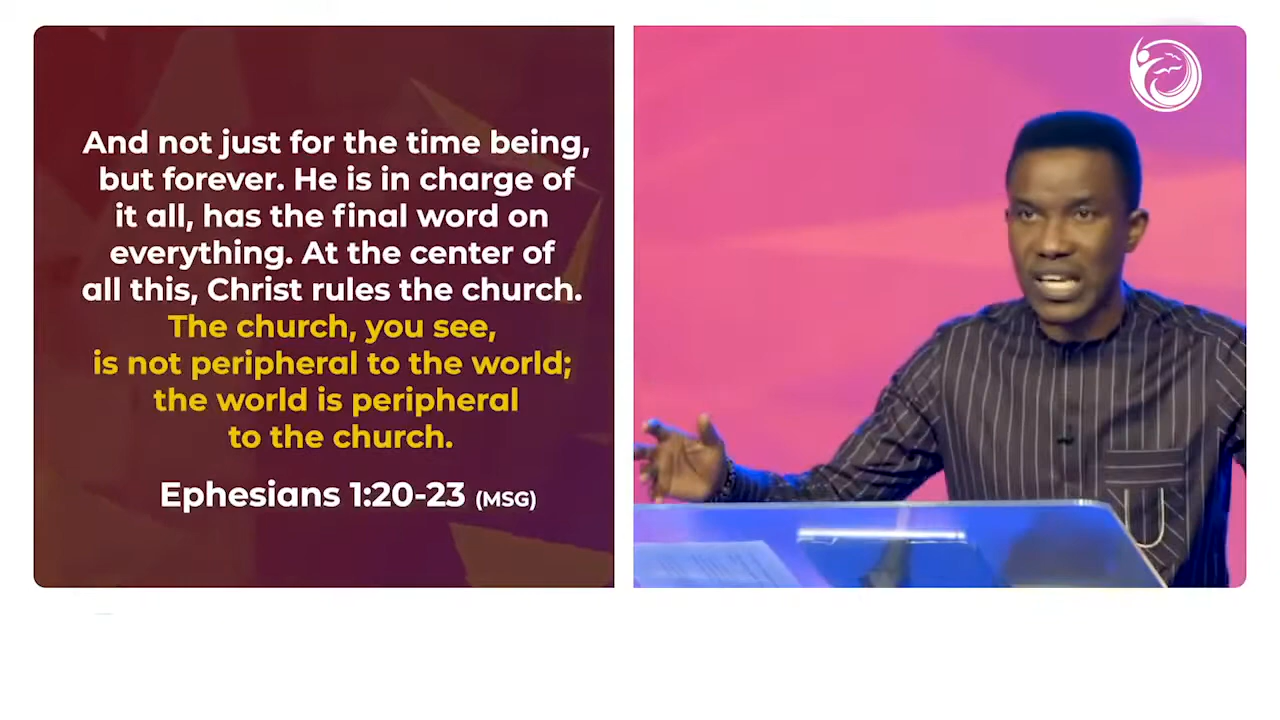 And not just for the time being,
but forever. He is in charge of
it all, has the final word on
everything. At the center of
all this, Christ rules the church.
The church, you see,
is not peripheral to the world;
the world is peripheral
to the church.
Ephesians 1:20-23 (MSG)